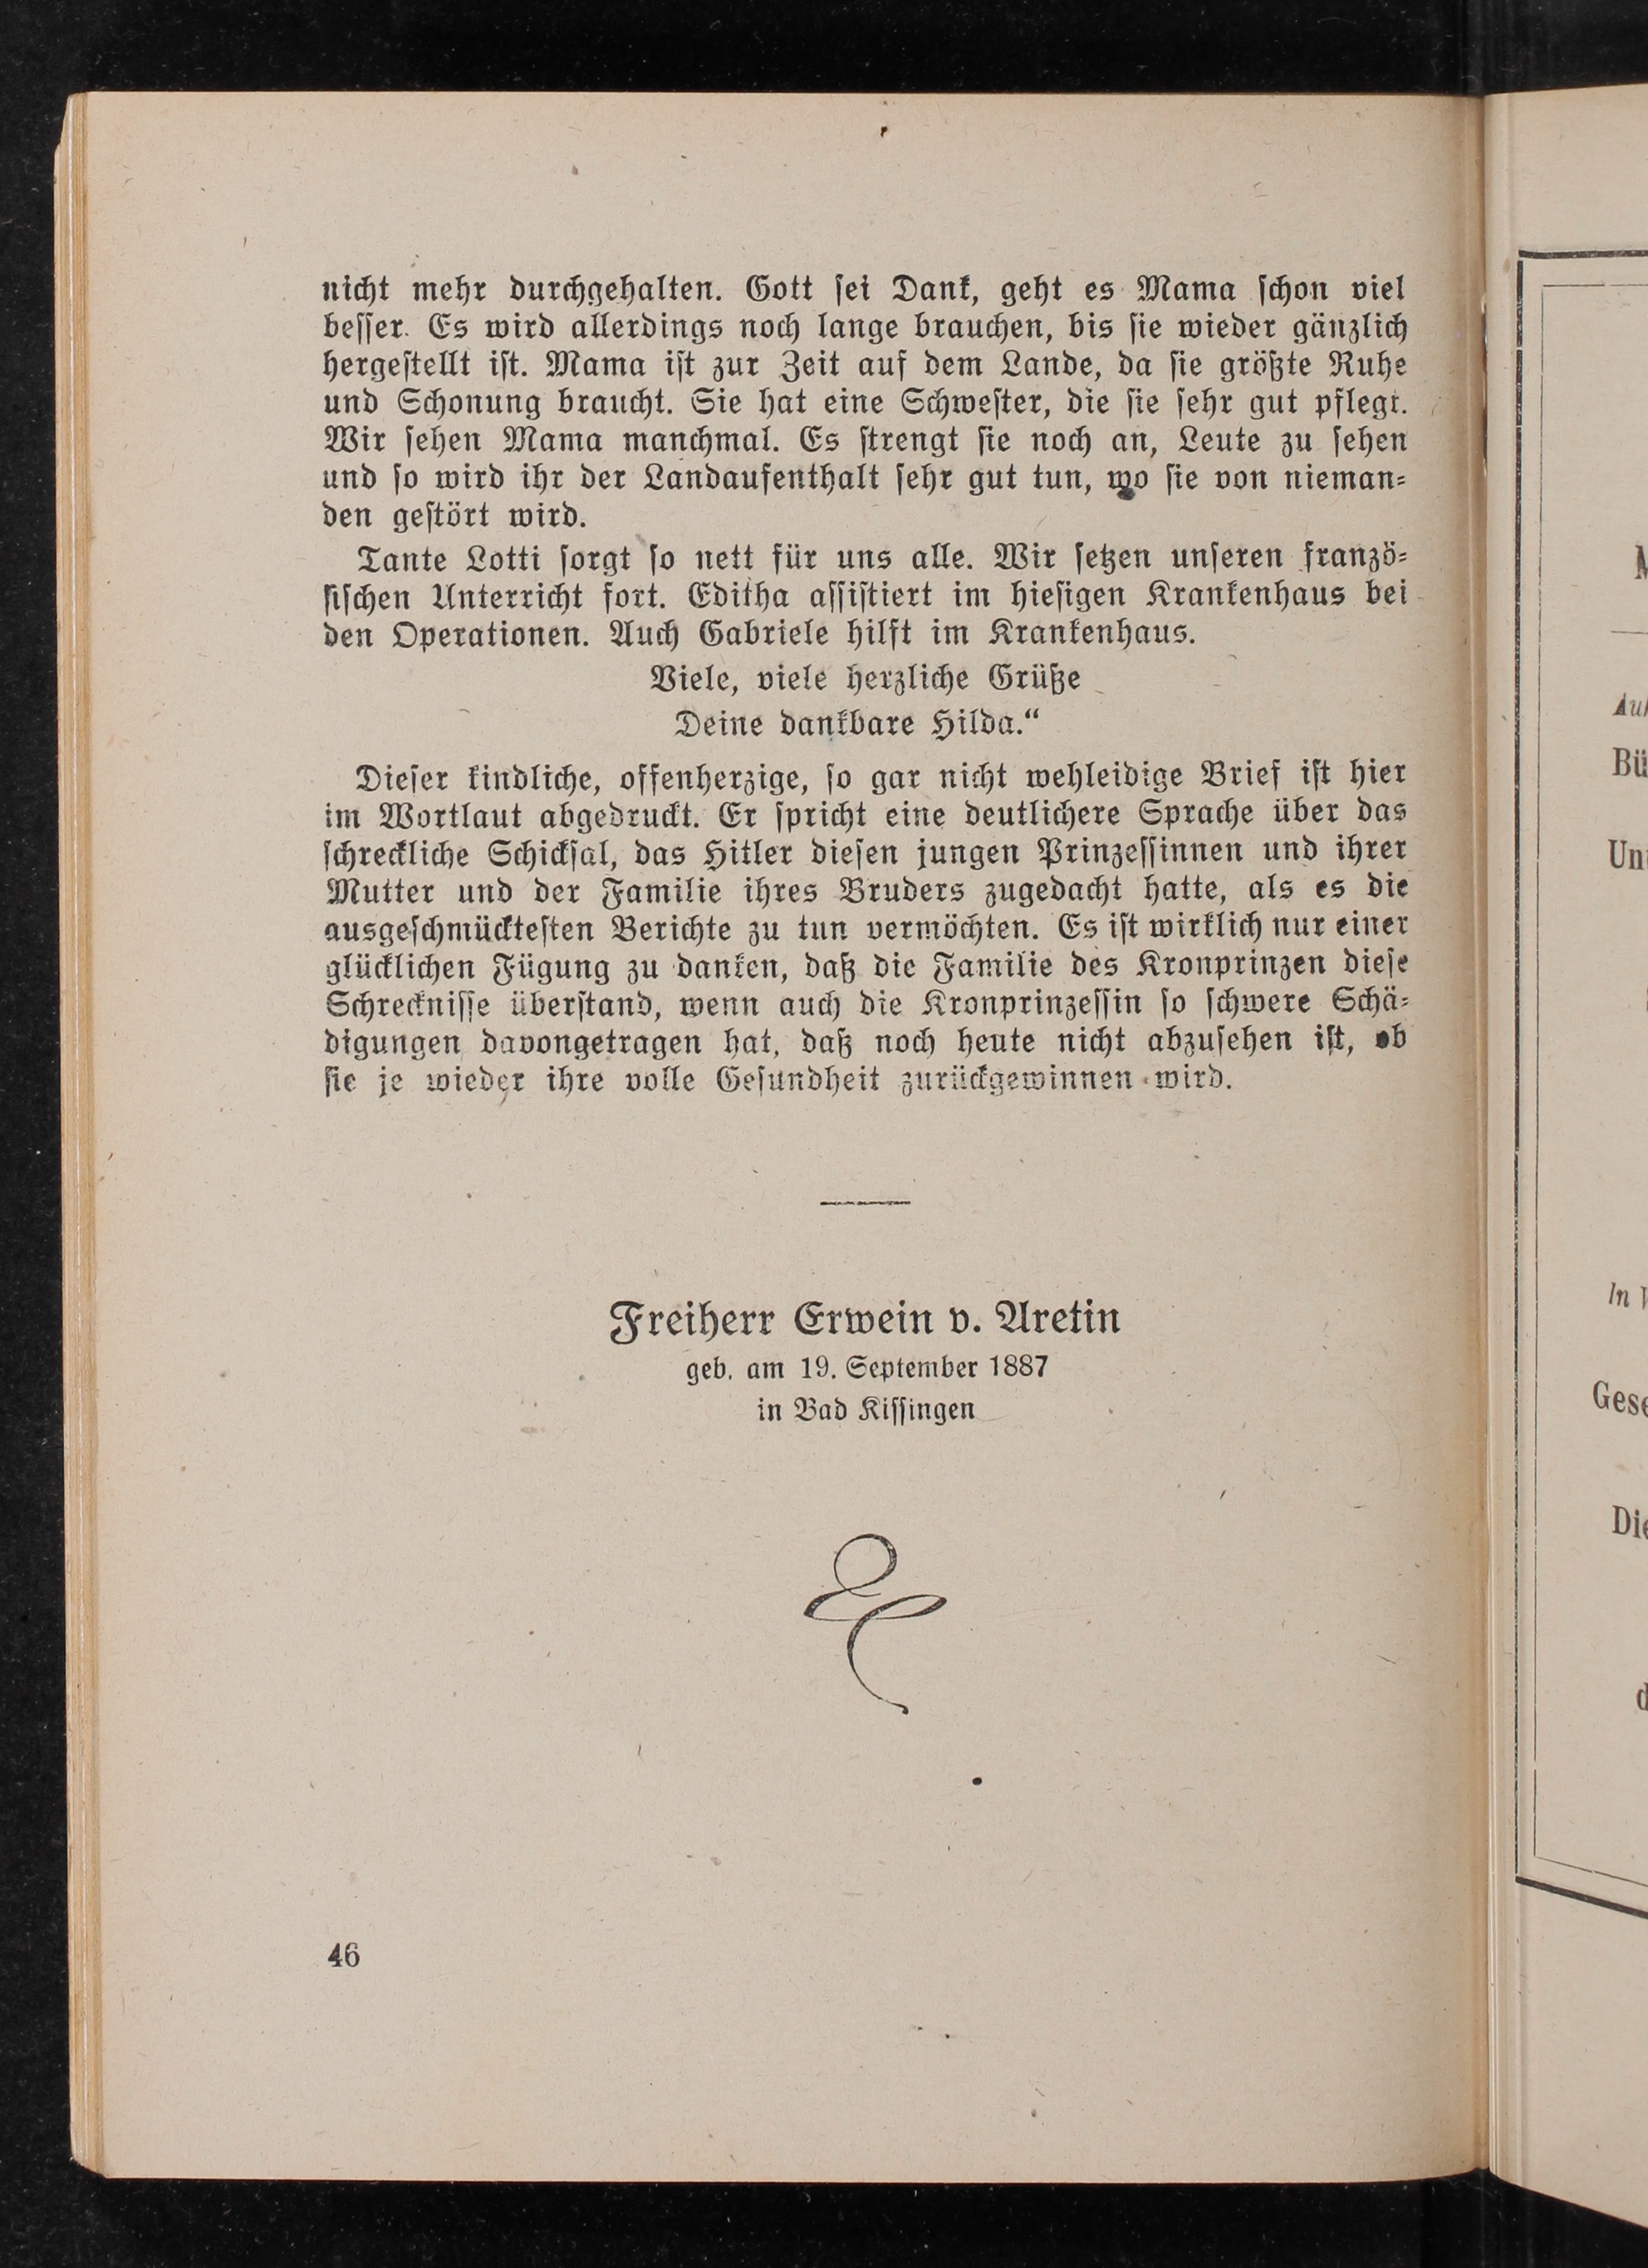 nicht mehr durchgehalten. Gott sei Dank, geht es Mama schon viel
besser. Es wird allerdings noch lange brauchen, bis sie wieder gänzlich
hergestellt ist. Mama ist zur Zeit auf dem Lande, da sie größte Ruhe
und Schonung braucht. Sie hat eine Schwester, die sie sehr gut pflegt.
Wir sehen Mama manchmal. Es strengt sie noch an, Leute zu sehen
und so wird ihr der Landaufenthalt sehr gut tun, wo sie von nieman-
den gestört wird.
Tante Lotti sorgt so nett für uns alle. Wir setzen unseren franzö-
sischen Unterricht fort. Editha assistiert im hiesigen Krankenhaus bei
den Operationen. Auch Gabriele hilft im Krankenhaus.
Viele, viele herzliche Grüße
Deine dankbare Hilda.“
Dieser kindliche, offenherzige, so gar nicht wehleidige Brief ist hier
im Wortlaut abgedruckt. Er spricht eine deutlichere Sprache über das
schreckliche Schicksal, das Hitler diesen jungen Prinzessinnen und ihrer
Mutter und der Familie ihres Bruders zugedacht hatte, als es die
ausgeschmücktesten Berichte zu tun vermöchten. Es ist wirklich nur einer
glücklichen Fügung zu danken, daß die Familie des Kronprinzen diese
Schrecknisse überstand, wenn auch die Kronprinzessin so schwere Schä-
digungen davongetragen hat, daß noch heute nicht abzusehen ist, ob
sie je wieder ihre volle Gesundheit zurückgewinnen wird.
Freiherr Erwein v. Aretin
geb. am 19. September 1887
in Bad Kissingen
46
Bü
Die